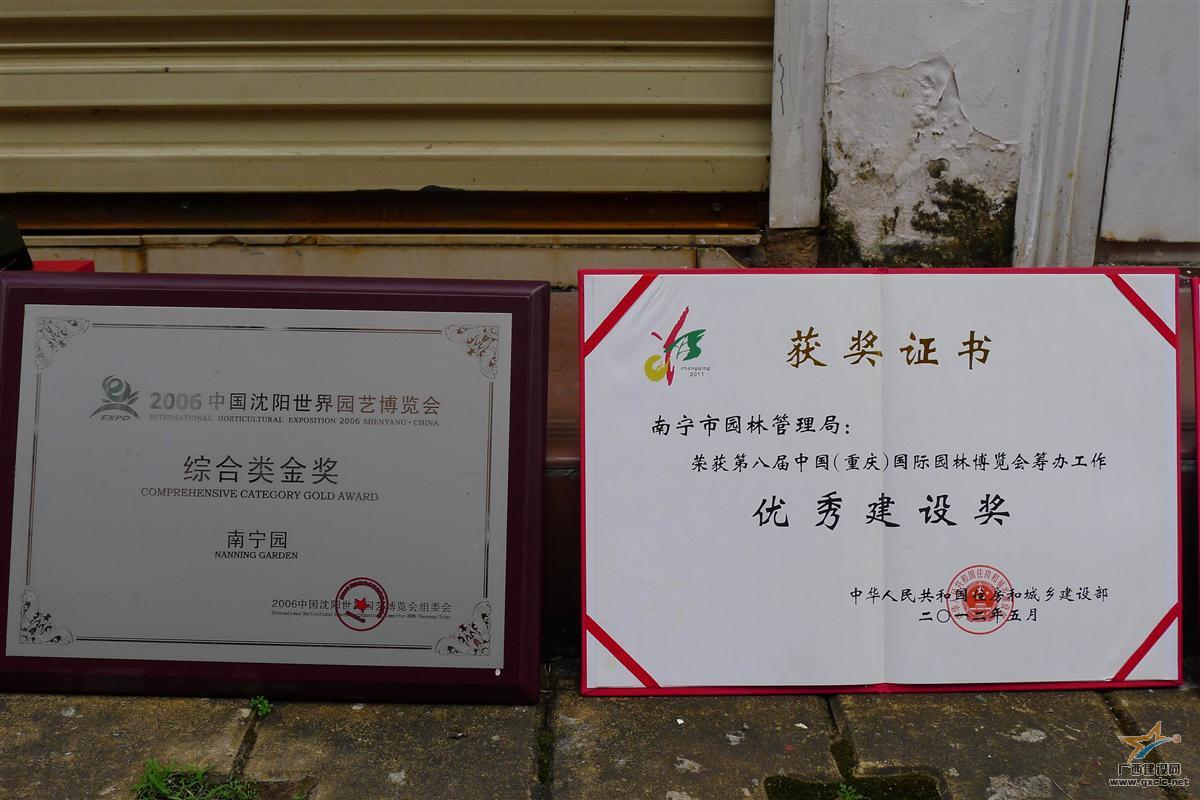 EXPO
2006中国沈阳世界园艺博览会
INTERNATIONAL HORTICULTURAL EXPOSITION 2006 SHENYANG·CHINA
综合类金奖
COMPREHENSIVE CATEGORY GOLD AWARD
南宁园
NANNING GARDEN
2006中国沈阳世界园艺博览会组委会
chongqing
2011
获奖证书
南宁市园林管理局：
荣获第八届中国(重庆)国际园林博览会筹办工作
优秀建设奖
中华人民共和国住房和城乡建设部
二〇一二年五月
广西建设网
www.gxcic.net